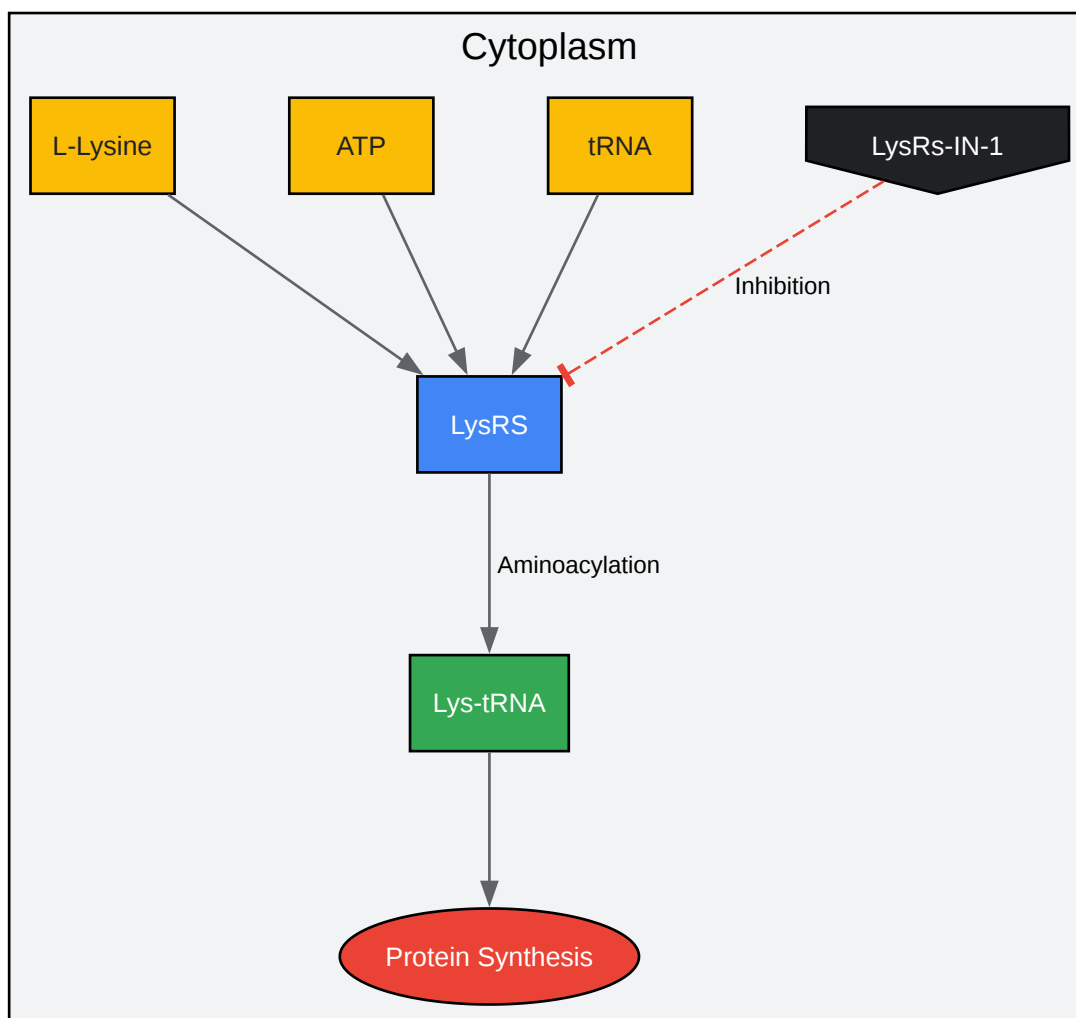 Cytoplasm
L-Lysine
ATP
tRNA
LysRs-IN-1
Inhibition
LysRS
Aminoacylation
Lys-tRNA
Protein Synthesis